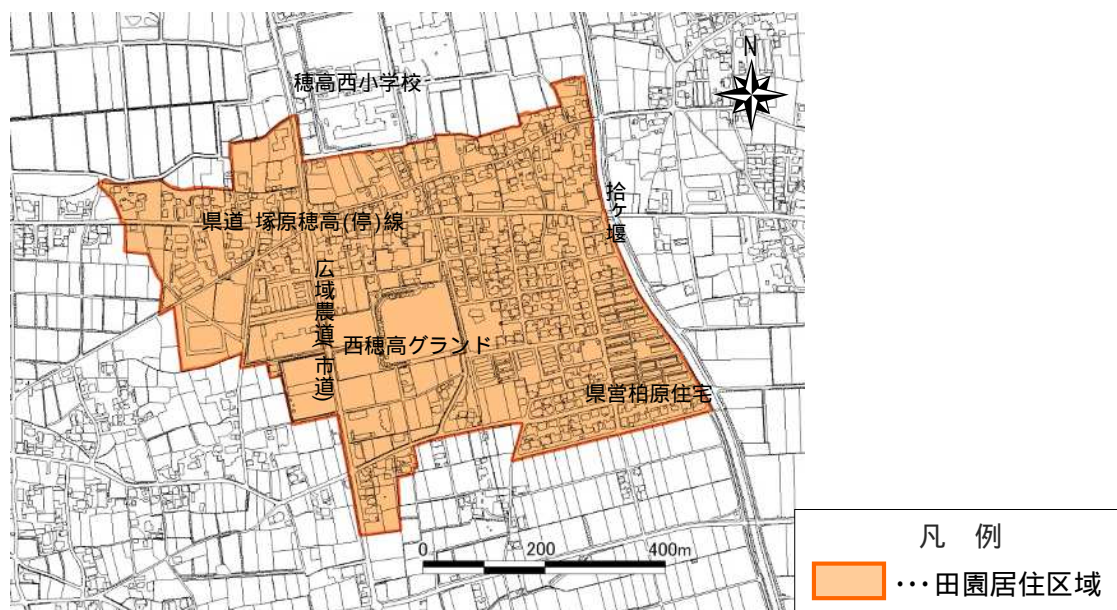 N
穂高西小学校
拾ヶ堰
県道 塚原穂高(停)線
広域農道(市道)
西穂高グランド
県営柏原住宅
0 200 400m
凡 例
･･･田園居住区域